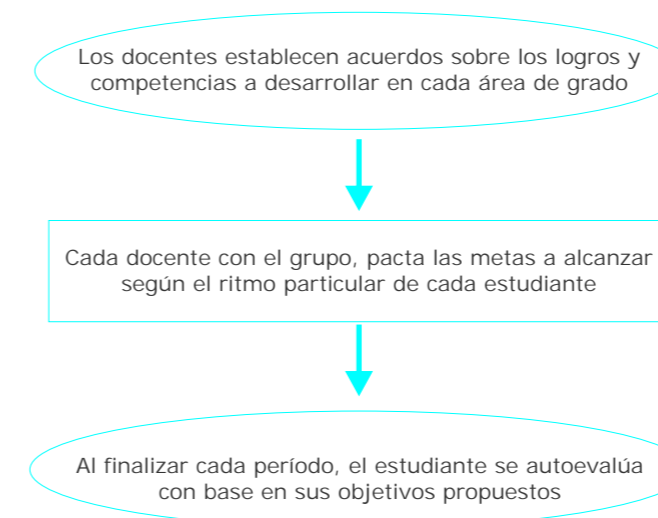 Los docentes establecen acuerdos sobre los logros y
competencias a desarrollar en cada área de grado
Cada docente con el grupo, pacta las metas a alcanzar
según el ritmo particular de cada estudiante
Al finalizar cada período, el estudiante se autoevalúa
con base en sus objetivos propuestos